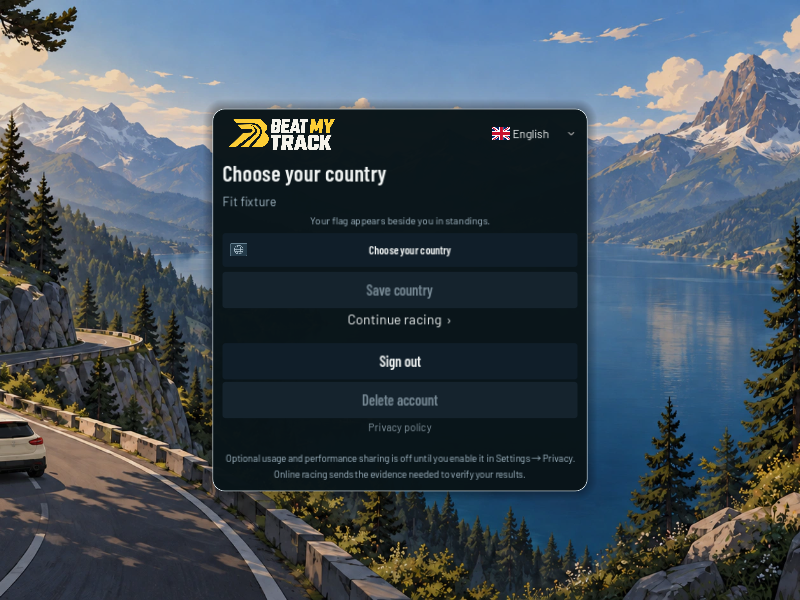 BEAT MY
TRACK
English
Choose your country
Fit fixture
Your flag appears beside you in standings.
Choose your country
Save country
Continue racing ›
Sign out
Delete account
Privacy policy
Optional usage and performance sharing is off until you enable it in Settings → Privacy.
Online racing sends the evidence needed to verify your results.